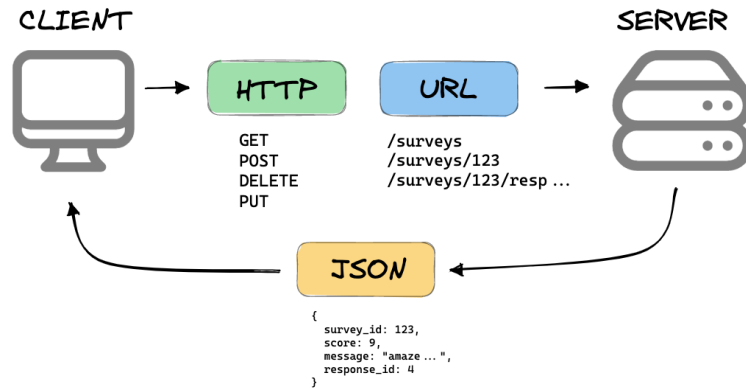 CLIENT
SERVER
HTTP
URL
GET
POST
DELETE
PUT
/surveys
/surveys/123
/surveys/123/resp...
JSON
{
survey_id: 123,
score: 9,
message: "amaze...",
response_id: 4
}